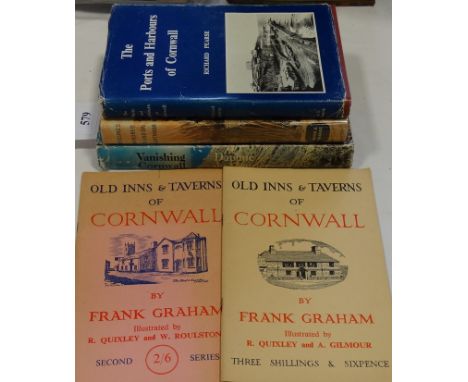 The
Ports and Harbours
of Cornwall
RICHARD PEARSE
579
Vanishing
Cornwall
Daphne
OLD INNS & TAVERNS
OF
CORNWALL
BY
FRANK GRAHAM
Illustrated by
R. QUIXLEY and W. ROULSTON
SECOND 2/6 SERIES
OLD INNS & TAVERNS
OF
CORNWALL
BY
FRANK GRAHAM
Illustrated by
R. QUIXLEY and A. GILMOUR
THREE SHILLINGS & SIXPENCE